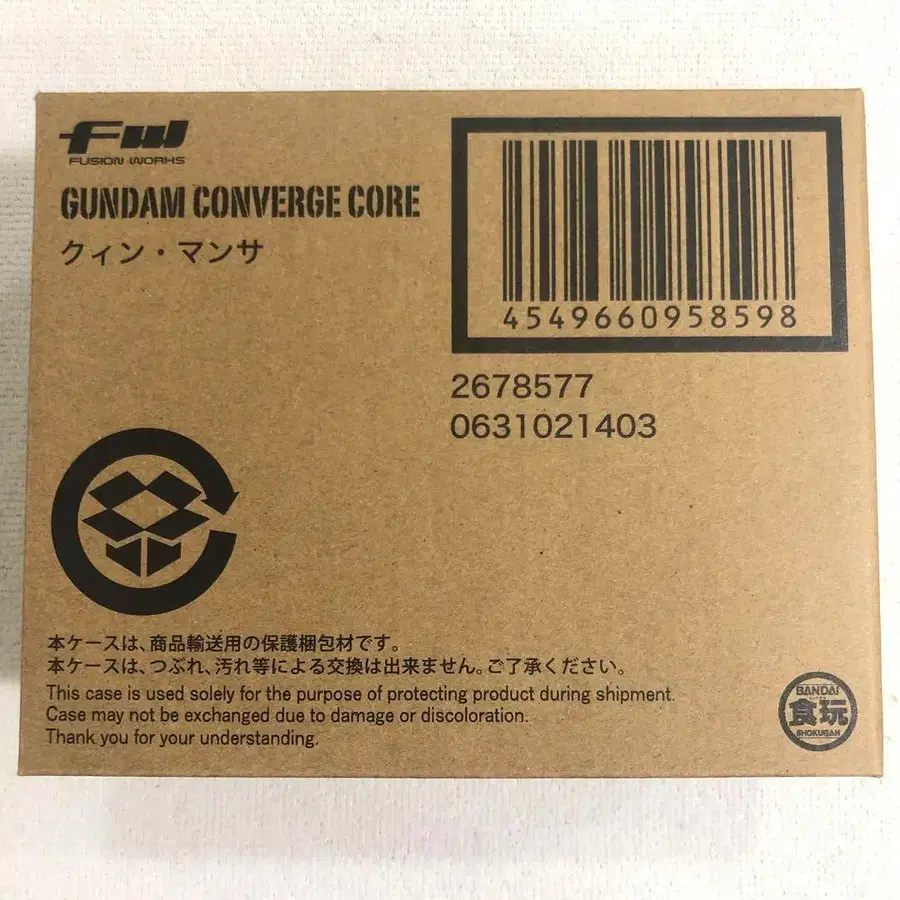 FW
FUSION WORKS
GUNDAM CONVERGE CORE
クィン・マンサ
4549660958598
2678577
0631021403
本ケースは、商品輸送用の保護梱包材です。
本ケースは、つぶれ、汚れ等による交換は出来ません。ご了承ください。
This case is used solely for the purpose of protecting product during shipment.
Case may not be exchanged due to damage or discoloration.
Thank you for your understanding.
BANDAI
食玩
SHOKUGAN